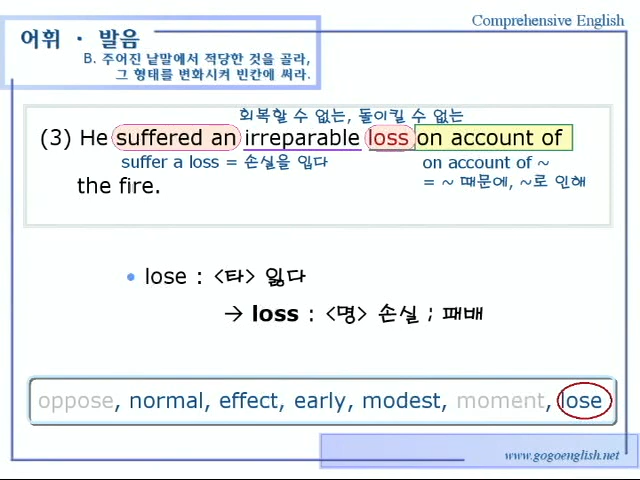 Comprehensive English
어휘 · 발음
B. 주어진 낱말에서 적당한 것을 골라,
그 형태를 변화시켜 빈칸에 써라.
회복할 수 없는, 돌이킬 수 없는
(3) He suffered an irreparable loss on account of
suffer a loss = 손실을 입다
on account of ~
the fire.
= ~ 때문에, ~로 인해
• lose : <타> 잃다
→ loss : <명> 손실 ; 패배
oppose, normal, effect, early, modest, moment, lose
www.gogoenglish.net